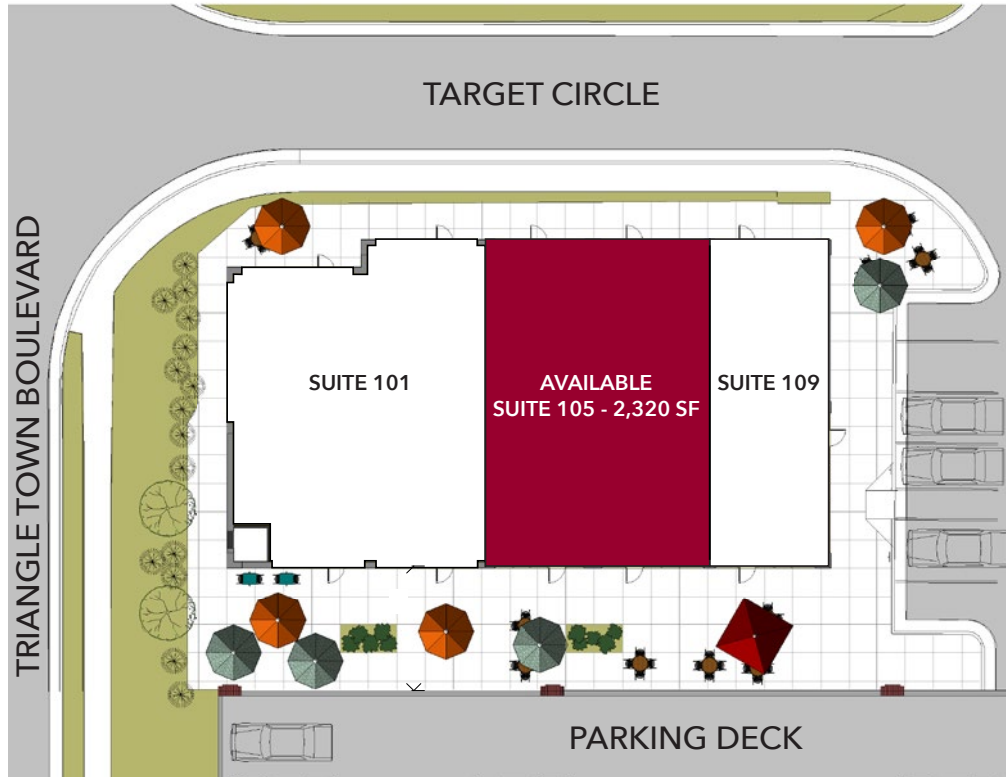 TARGET CIRCLE
TRIANGLE TOWN BOULEVARD
SUITE 101
AVAILABLE
SUITE 105 - 2,320 SF
SUITE 109
PARKING DECK